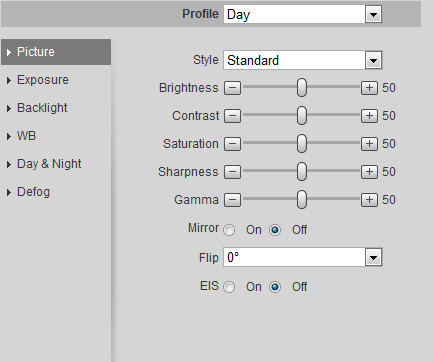 Profile Day
Picture
Exposure
Backlight
WB
Day & Night
Defog
Style Standard
Brightness 50
Contrast 50
Saturation 50
Sharpness 50
Gamma 50
Mirror On Off
Flip 0°
EIS On Off